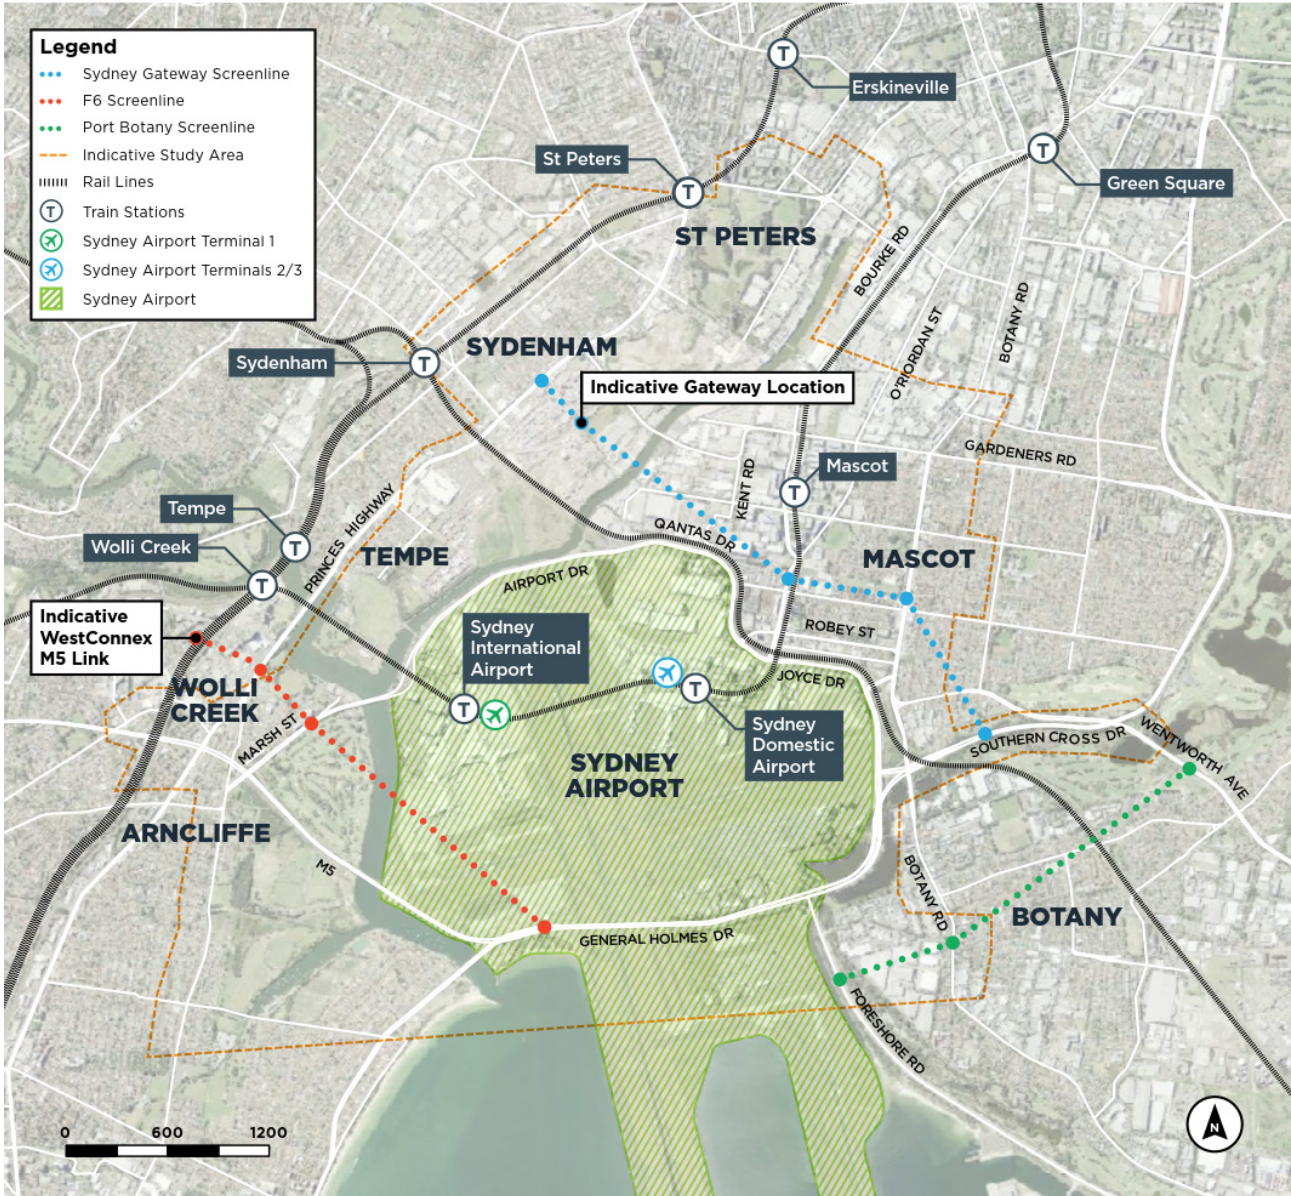 Legend
Sydney Gateway Screenline
F6 Screenline
Port Botany Screenline
Indicative Study Area
Rail Lines
T Train Stations
Sydney Airport Terminal 1
Sydney Airport Terminals 2/3
Sydney Airport
T
Erskineville
St Peters
T
T
Green Square
ST PETERS
BOURKE RD
O'RIORDAN ST
BOTANY RD
Sydenham
T
SYDENHAM
Indicative Gateway Location
GARDENERS RD
Mascot
T
KENT RD
QANTAS DR
Tempe
T
Wolli Creek
T
PRINCES HIGHWAY
TEMPE
MASCOT
AIRPORT DR
Indicative
WestConnex
M5 Link
Sydney
International
Airport
ROBEY ST
JOYCE DR
WOLLI
CREEK
MARSH ST
T
T
Sydney
Domestic
Airport
SYDNEY
AIRPORT
SOUTHERN CROSS DR
WENTWORTH AVE
ARNCLIFFE
M5
BOTANY RD
BOTANY
GENERAL HOLMES DR
FORESHORE RD
0 600 1200
N